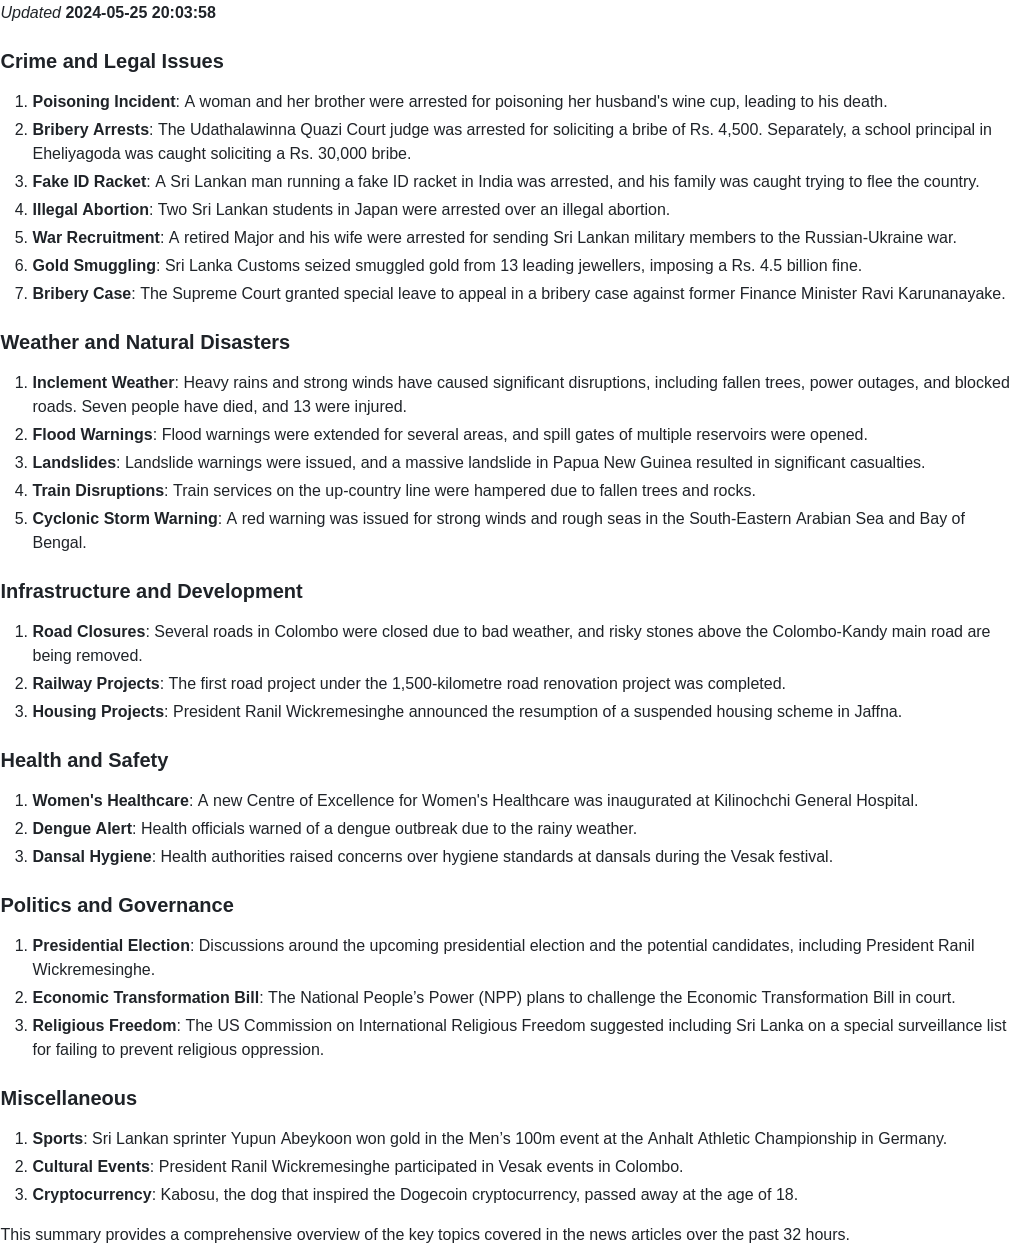 Updated 2024-05-25 20:03:58
Crime and Legal Issues
1. Poisoning Incident: A woman and her brother were arrested for poisoning her husband's wine cup, leading to his death.
2. Bribery Arrests: The Udathalawinna Quazi Court judge was arrested for soliciting a bribe of Rs. 4,500. Separately, a school principal in
Eheliyagoda was caught soliciting a Rs. 30,000 bribe.
3. Fake ID Racket: A Sri Lankan man running a fake ID racket in India was arrested, and his family was caught trying to flee the country.
4. Illegal Abortion: Two Sri Lankan students in Japan were arrested over an illegal abortion.
5. War Recruitment: A retired Major and his wife were arrested for sending Sri Lankan military members to the Russian-Ukraine war.
6. Gold Smuggling: Sri Lanka Customs seized smuggled gold from 13 leading jewellers, imposing a Rs. 4.5 billion fine.
7. Bribery Case: The Supreme Court granted special leave to appeal in a bribery case against former Finance Minister Ravi Karunanayake.
Weather and Natural Disasters
1. Inclement Weather: Heavy rains and strong winds have caused significant disruptions, including fallen trees, power outages, and blocked
roads. Seven people have died, and 13 were injured.
2. Flood Warnings: Flood warnings were extended for several areas, and spill gates of multiple reservoirs were opened.
3. Landslides: Landslide warnings were issued, and a massive landslide in Papua New Guinea resulted in significant casualties.
4. Train Disruptions: Train services on the up-country line were hampered due to fallen trees and rocks.
5. Cyclonic Storm Warning: A red warning was issued for strong winds and rough seas in the South-Eastern Arabian Sea and Bay of
Bengal.
Infrastructure and Development
1. Road Closures: Several roads in Colombo were closed due to bad weather, and risky stones above the Colombo-Kandy main road are
being removed.
2. Railway Projects: The first road project under the 1,500-kilometre road renovation project was completed.
3. Housing Projects: President Ranil Wickremesinghe announced the resumption of a suspended housing scheme in Jaffna.
Health and Safety
1. Women's Healthcare: A new Centre of Excellence for Women's Healthcare was inaugurated at Kilinochchi General Hospital.
2. Dengue Alert: Health officials warned of a dengue outbreak due to the rainy weather.
3. Dansal Hygiene: Health authorities raised concerns over hygiene standards at dansals during the Vesak festival.
Politics and Governance
1. Presidential Election: Discussions around the upcoming presidential election and the potential candidates, including President Ranil
Wickremesinghe.
2. Economic Transformation Bill: The National People’s Power (NPP) plans to challenge the Economic Transformation Bill in court.
3. Religious Freedom: The US Commission on International Religious Freedom suggested including Sri Lanka on a special surveillance list
for failing to prevent religious oppression.
Miscellaneous
1. Sports: Sri Lankan sprinter Yupun Abeykoon won gold in the Men’s 100m event at the Anhalt Athletic Championship in Germany.
2. Cultural Events: President Ranil Wickremesinghe participated in Vesak events in Colombo.
3. Cryptocurrency: Kabosu, the dog that inspired the Dogecoin cryptocurrency, passed away at the age of 18.
This summary provides a comprehensive overview of the key topics covered in the news articles over the past 32 hours.